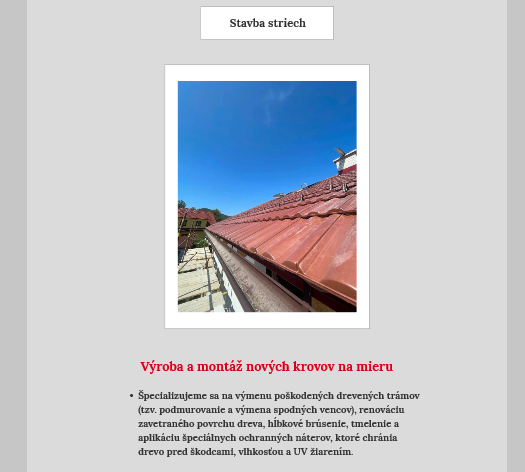 Stavba striech
Výroba a montáž nových krovov na mieru
• Špecializujeme sa na výmenu poškodených drevených trámov
(tzv. podmurovanie a výmena spodných vencov), renováciu
zavetraného povrchu dreva, hĺbkové brúsenie, tmelenie a
aplikáciu špeciálnych ochranných náterov, ktoré chránia
drevo pred škodcami, vlhkosťou a UV žiarením.